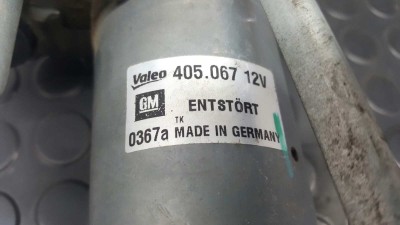 Valeo 405.067 12V
GM ENTSTÖRT
0367a TK MADE IN GERMANY